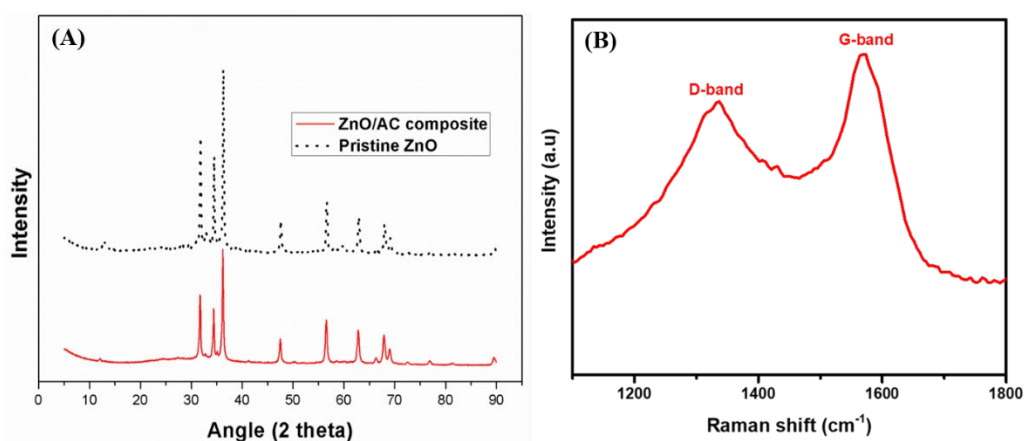 (A)
ZnO/AC composite
Pristine ZnO
Intensity
0 10 20 30 40 50 60 70 80 90
Angle (2 theta)
(B)
G-band
D-band
Intensity (a.u)
1200 1400 1600 1800
Raman shift (cm⁻¹)